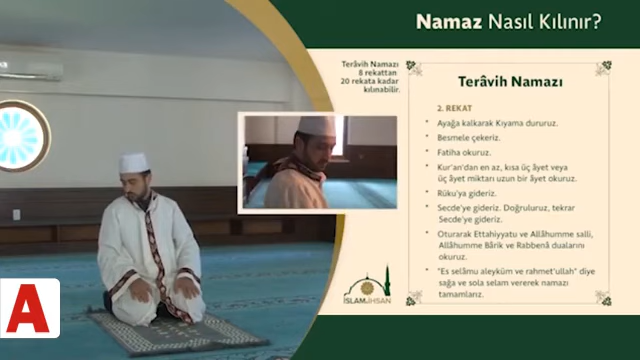 Namaz Nasıl Kılınır?
Terâvih Namazı
8 rekattan
20 rekata kadar
kılınabilir.
Terâvih Namazı
2. REKAT
• Ayağa kalkarak Kıyama dururuz.
• Besmele çekeriz.
• Fatiha okuruz.
• Kur'an'dan en az, kısa üç âyet veya
üç âyet miktarı uzun bir âyet okuruz.
• Rükuʼya gideriz.
• Secde'ye gideriz. Doğruluruz, tekrar
Secde'ye gideriz.
• Oturarak Ettahiyyatu ve Allâhumme salli,
Allâhumme Bârik ve Rabbenâ dualarını
okuruz.
• "Es selâmu aleyküm ve rahmet'ullah" diye
sağa ve sola selam vererek namazı
tamamlarız.
İSLAM&İHSAN
A